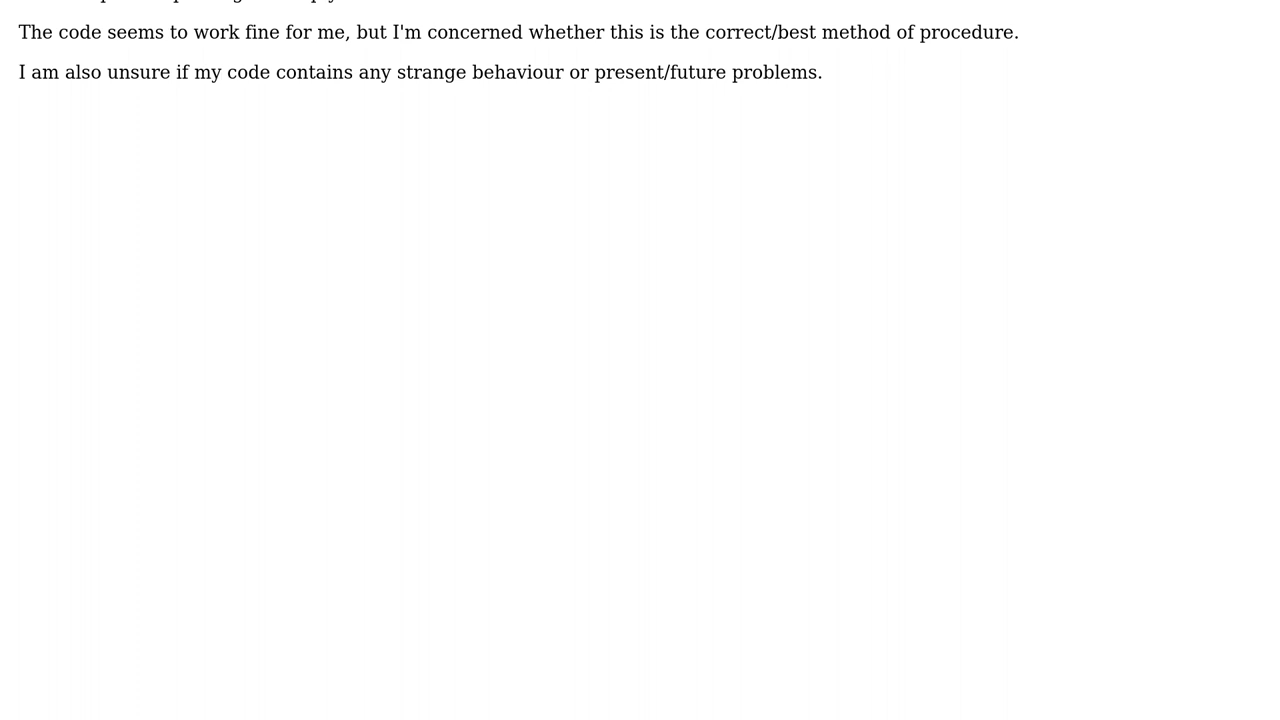 The code seems to work fine for me, but I'm concerned whether this is the correct/best method of procedure.
I am also unsure if my code contains any strange behaviour or present/future problems.